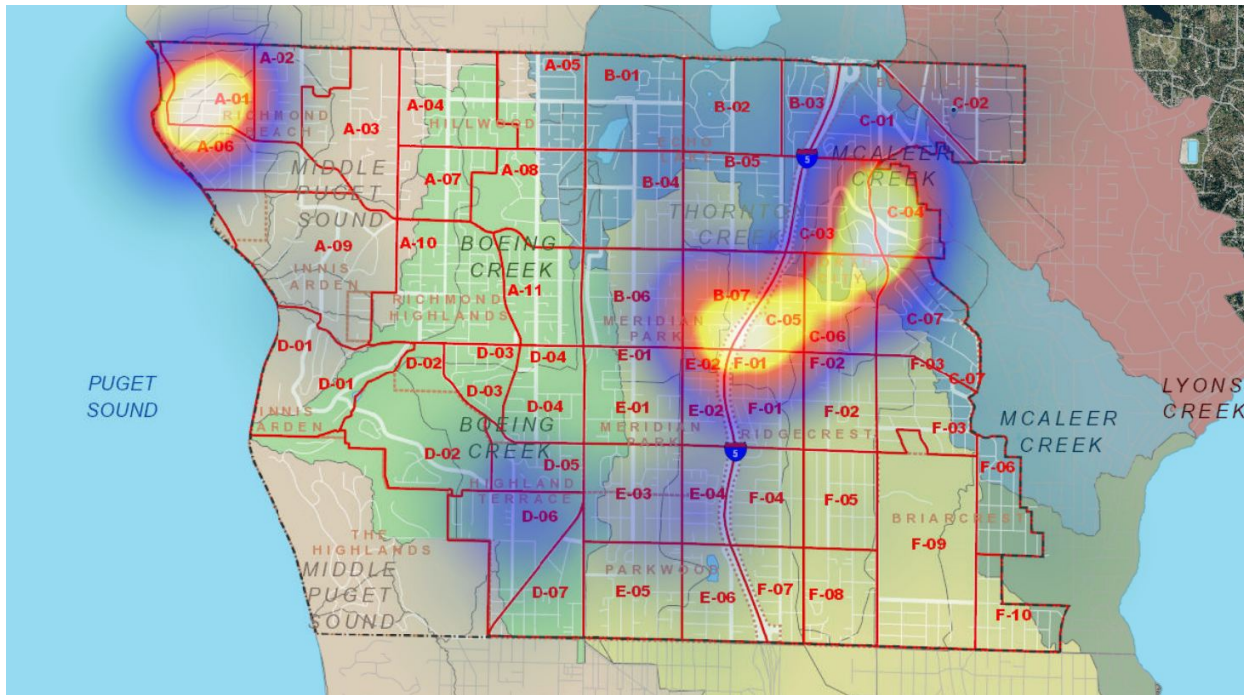 A-02
A-05
B-01
A-01
RICHMOND
BEACH
A-04
HILLWOOD
B-02
B-03
C-02
C-01
A-03
A-06
ECHO
LAKE
5
MCALEER
CREEK
MIDDLE
PUGET
SOUND
A-07
A-08
B-05
B-04
THORNTON
CREEK
C-04
C-03
A-09
A-10
BOEING
CREEK
INNIS
ARDEN
A-11
RICHMOND
HIGHLANDS
B-06
B-07
MERIDIAN
PARK
C-05
C-07
C-06
D-01
D-02
D-03
D-04
E-01
E-02
F-01
F-02
F-03
C-07
PUGET
SOUND
D-01
D-03
LYONS
CREEK
INNIS
ARDEN
D-04
E-01
E-02
F-01
F-02
BOEING
CREEK
MERIDIAN
PARK
RIDGECREST
F-03
MCALEER
CREEK
D-02
5
D-05
F-06
HIGHLAND
TERRACE
E-03
E-04
F-04
F-05
D-06
BRIARCREST
THE
HIGHLANDS
F-09
MIDDLE
PUGET
SOUND
PARKWOOD
D-07
E-05
E-06
F-07
F-08
F-10